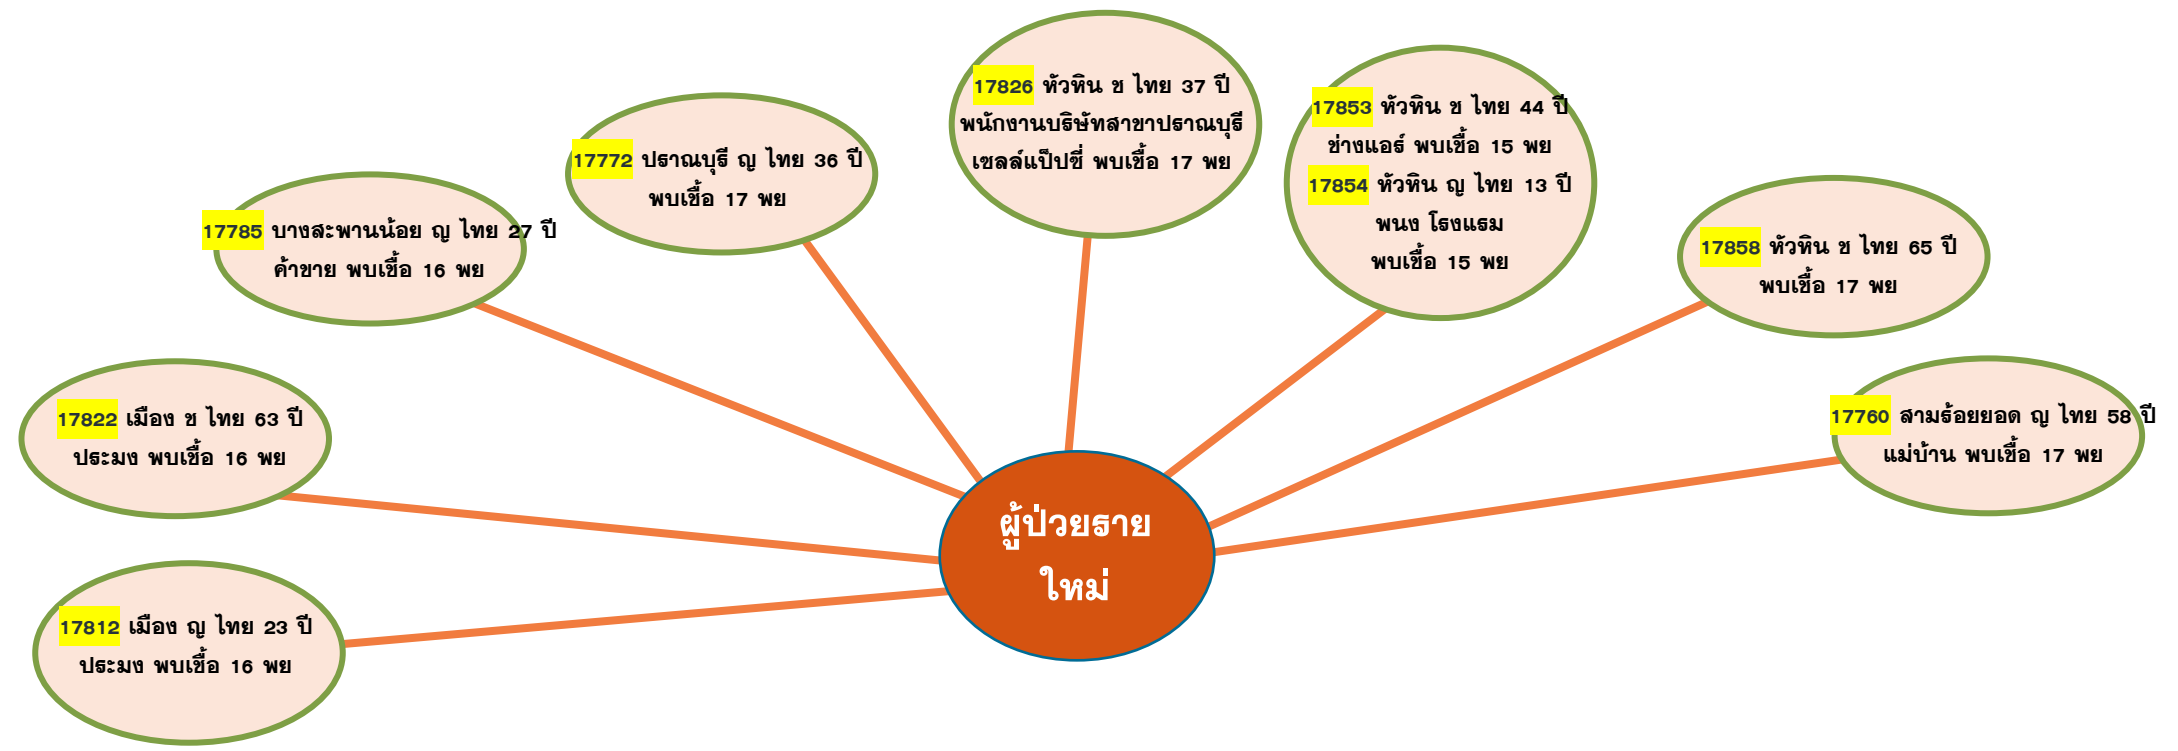 17826 หัวหิน ช ไทย 37 ปี
พนักงานบริษัทสาขาปราณบุรี
เซลล์แป็ปซี่ พบเชื้อ 17 พย
17853 หัวหิน ช ไทย 44 ปี
ช่างแอร์ พบเชื้อ 15 พย
17854 หัวหิน ญ ไทย 13 ปี
พนง โรงแรม
พบเชื้อ 15 พย
17772 ปราณบุรี ญ ไทย 36 ปี
พบเชื้อ 17 พย
17785 บางสะพานน้อย ญ ไทย 27 ปี
ค้าขาย พบเชื้อ 16 พย
17858 หัวหิน ช ไทย 65 ปี
พบเชื้อ 17 พย
17822 เมือง ช ไทย 63 ปี
ประมง พบเชื้อ 16 พย
17760 สามร้อยยอด ญ ไทย 58 ปี
แม่บ้าน พบเชื้อ 17 พย
ผู้ป่วยราย
ใหม่
17812 เมือง ญ ไทย 23 ปี
ประมง พบเชื้อ 16 พย